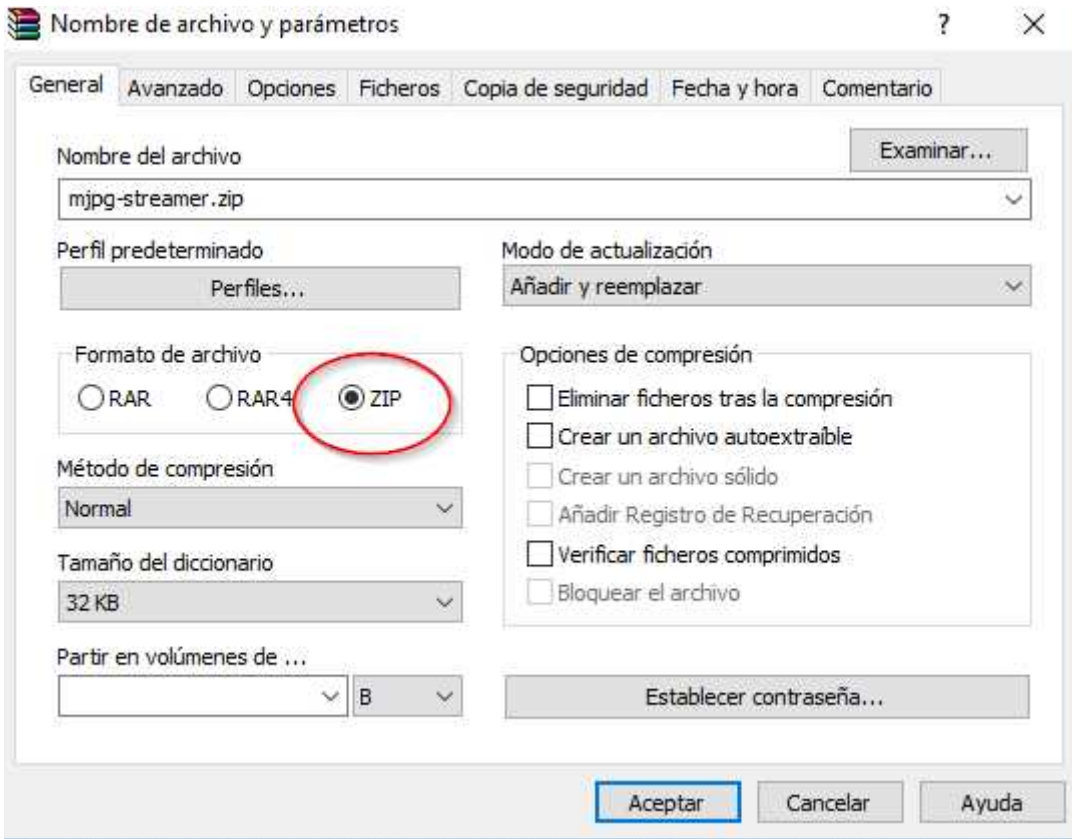 Nombre de archivo y parámetros
?
General Avanzado Opciones Ficheros Copia de seguridad Fecha y hora Comentario
Nombre del archivo
Examinar...
mjpg-streamer.zip
Perfil predeterminado
Perfiles...
Modo de actualización
Añadir y reemplazar
Formato de archivo
RAR RAR4 ZIP
Método de compresión
Normal
Tamaño del diccionario
32 KB
Partir en volúmenes de ...
B
Opciones de compresión
Eliminar ficheros tras la compresión
Crear un archivo autoextraíble
Crear un archivo sólido
Añadir Registro de Recuperación
Verificar ficheros comprimidos
Bloquear el archivo
Establecer contraseña...
Aceptar Cancelar Ayuda